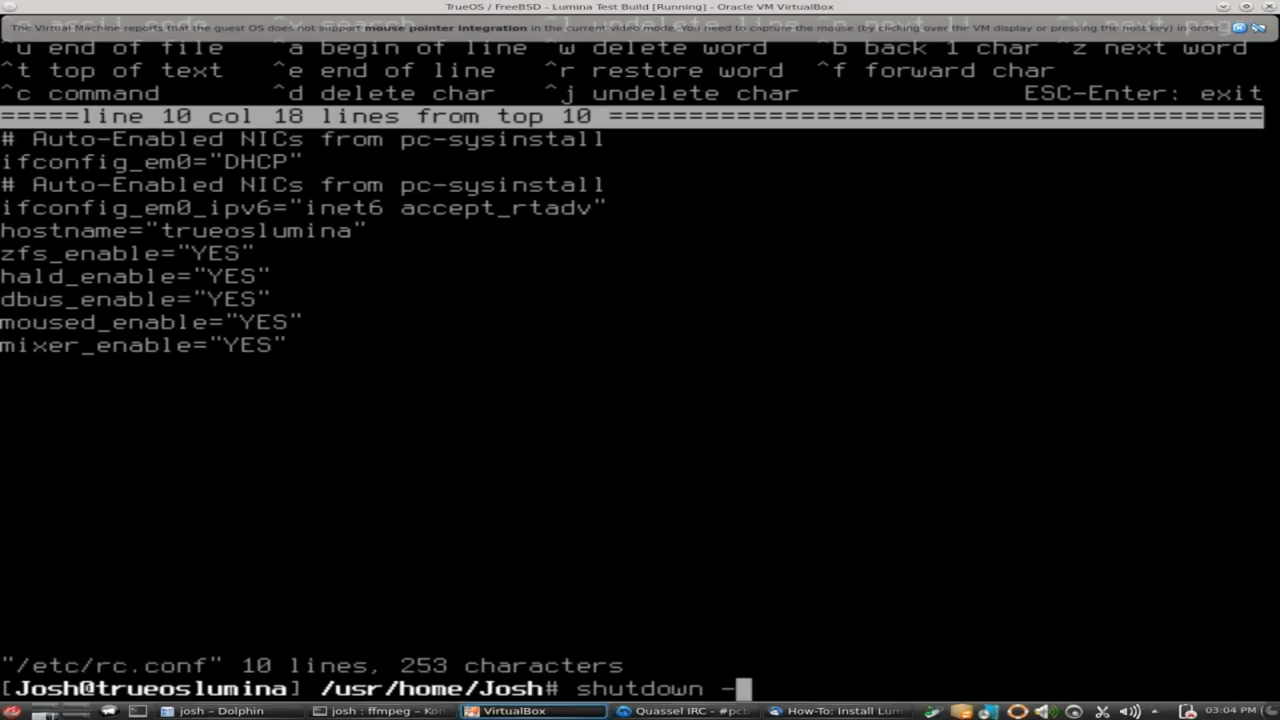 TrueOS / FreeBSD - Lumina Test Build [Running] - Oracle VM VirtualBox
The Virtual Machine reports that the guest OS does not support mouse pointer integration in the current video mode. You need to capture the mouse (by clicking over the VM display or pressing the host key) in order
^u end of file ^a begin of line ^w delete word ^b back 1 char ^z next word
^t top of text ^e end of line ^r restore word ^f forward char
^c command ^d delete char ^j undelete char ESC-Enter: exit
=====line 10 col 18 lines from top 10 ==========================================
# Auto-Enabled NICs from pc-sysinstall
ifconfig_em0="DHCP"
# Auto-Enabled NICs from pc-sysinstall
ifconfig_em0_ipv6="inet6 accept_rtadv"
hostname="trueoslumina"
zfs_enable="YES"
hald_enable="YES"
dbus_enable="YES"
moused_enable="YES"
mixer_enable="YES"
"/etc/rc.conf" 10 lines, 253 characters
[Josh@trueoslumina] /usr/home/Josh# shutdown -
josh - Dolphin josh : ffmpeg - Kon VirtualBox Quassel IRC - #pcb How-To: Install Lum 03:04 PM